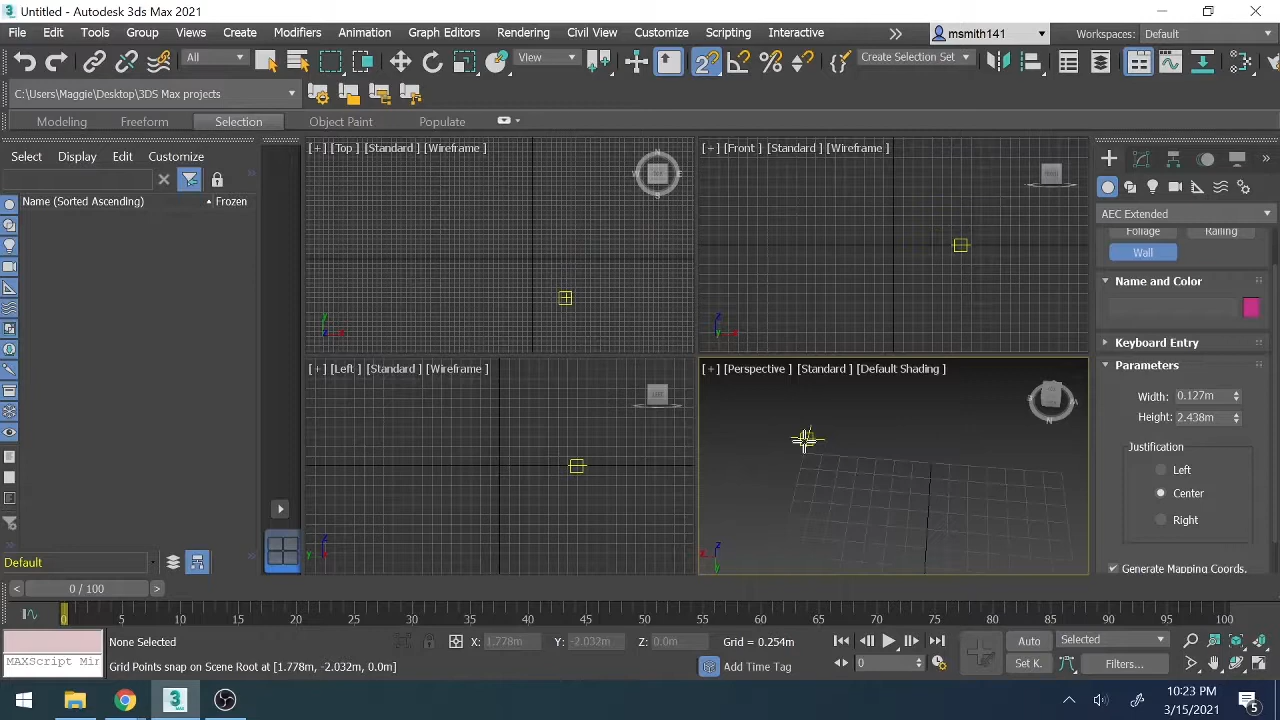 Untitled - Autodesk 3ds Max 2021
File Edit Tools Group Views Create Modifiers Animation Graph Editors Rendering Civil View Customize Scripting Interactive msmith141 Workspaces: Default
All View Create Selection Set
C:\Users\Maggie\Desktop\3DS Max projects
Modeling Freeform Selection Object Paint Populate
Select Display Edit Customize
Name (Sorted Ascending) Frozen
[+] [Top] [Standard] [Wireframe]
[+] [Front] [Standard] [Wireframe]
[+] [Left] [Standard] [Wireframe]
[+] [Perspective] [Standard] [Default Shading]
AEC Extended
Foliage Railing
Wall
Name and Color
Keyboard Entry
Parameters
Width: 0.127m
Height: 2.438m
Justification
Left
Center
Right
Generate Mapping Coords.
Default
0 / 100
0 5 10 15 20 25 30 35 40 45 50 55 60 65 70 75 80 85 90 95 100
None Selected X: 1.778m Y: -2.032m Z: 0.0m Grid = 0.254m Auto Selected
MAXScript Mir Grid Points snap on Scene Root at [1.778m, -2.032m, 0.0m] Add Time Tag 0 Set K. Filters...
10:23 PM
3/15/2021
5